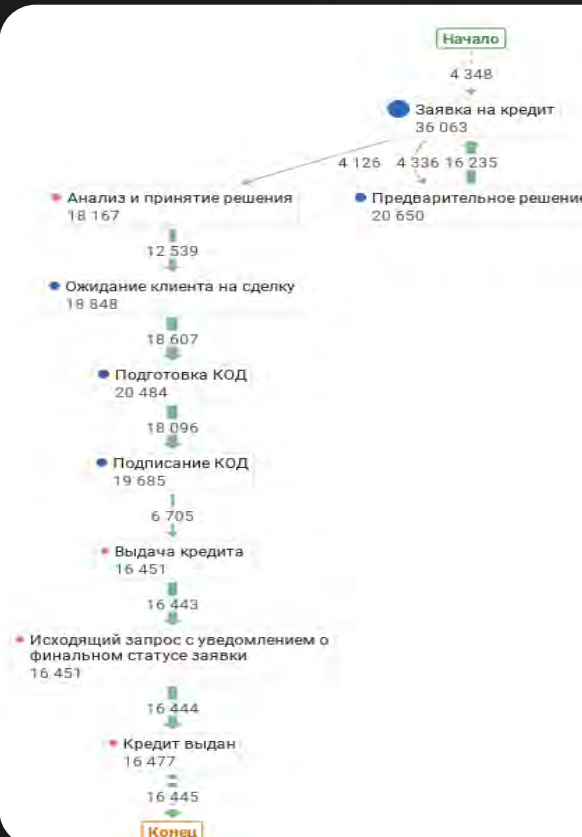 Начало
4 348
Заявка на кредит
36 063
4 126 4 336 16 235
Анализ и принятие решения
18 167
Предварительное решение
20 650
12 539
Ожидание клиента на сделку
18 848
18 607
Подготовка КОД
20 484
18 096
Подписание КОД
19 685
6 705
Выдача кредита
16 451
16 443
Исходящий запрос с уведомлением о
финальном статусе заявки
16 451
16 444
Кредит выдан
16 477
16 445
Конец